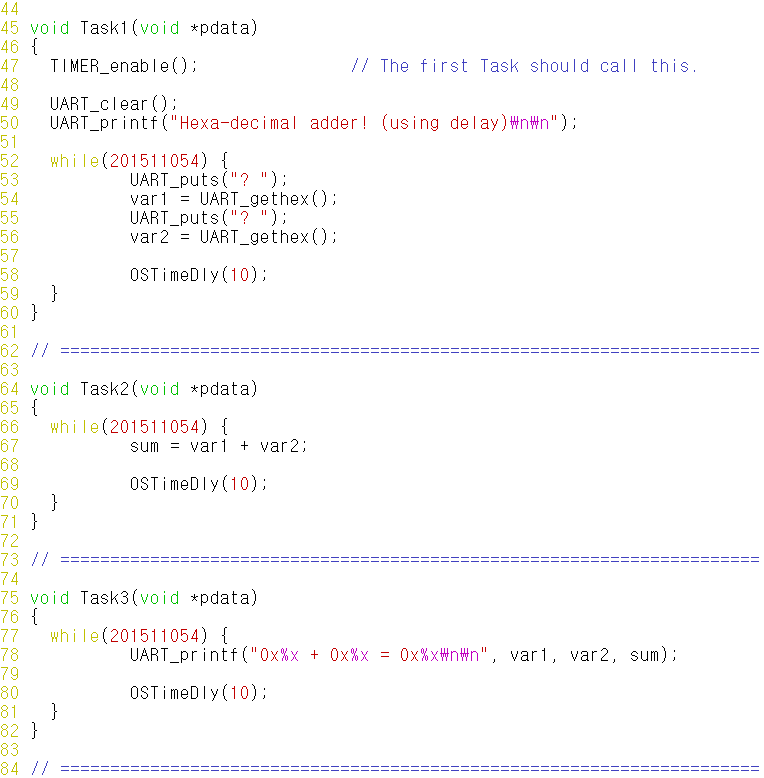 44
45 void Task1(void *pdata)
46 {
47   TIMER_enable();               // The first Task should call this.
48
49   UART_clear();
50   UART_printf("Hexa-decimal adder! (using delay)₩n₩n");
51
52   while(201511054) {
53           UART_puts("? ");
54           var1 = UART_gethex();
55           UART_puts("? ");
56           var2 = UART_gethex();
57
58           OSTimeDly(10);
59   }
60 }
61
62 // ======================================================================
63
64 void Task2(void *pdata)
65 {
66   while(201511054) {
67           sum = var1 + var2;
68
69           OSTimeDly(10);
70   }
71 }
72
73 // ======================================================================
74
75 void Task3(void *pdata)
76 {
77   while(201511054) {
78           UART_printf("0x%x + 0x%x = 0x%x₩n₩n", var1, var2, sum);
79
80           OSTimeDly(10);
81   }
82 }
83
84 // ======================================================================